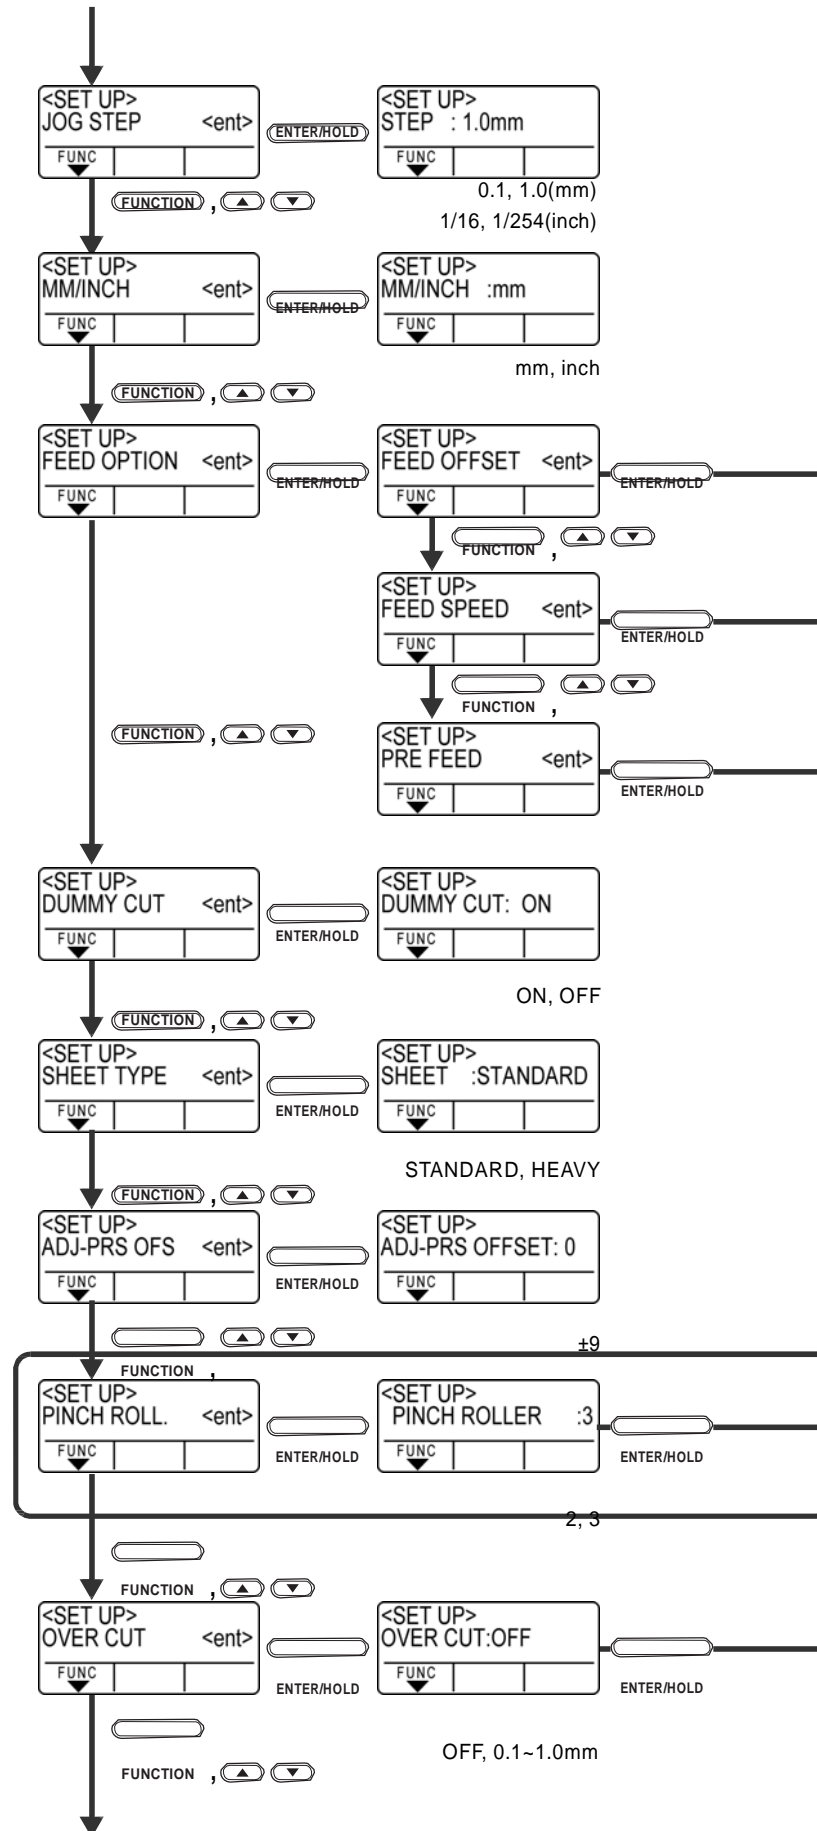 <SET UP> <SET UP>
JOG STEP <ent> ENTER/HOLD STEP : 1.0mm
FUNC FUNC
FUNCTION , 0.1, 1.0(mm)
1/16, 1/254(inch)
<SET UP> <SET UP>
MM/INCH <ent> ENTER/HOLD MM/INCH :mm
FUNC FUNC
mm, inch
FUNCTION ,
<SET UP> <SET UP>
FEED OPTION <ent> ENTER/HOLD FEED OFFSET <ent> ENTER/HOLD
FUNC FUNC
FUNCTION ,
<SET UP>
FEED SPEED <ent> ENTER/HOLD
FUNC
FUNCTION ,
FUNCTION , <SET UP>
PRE FEED <ent>
FUNC ENTER/HOLD
<SET UP> <SET UP>
DUMMY CUT <ent> ENTER/HOLD DUMMY CUT: ON
FUNC FUNC
ON, OFF
FUNCTION ,
<SET UP> <SET UP>
SHEET TYPE <ent> ENTER/HOLD SHEET :STANDARD
FUNC FUNC
STANDARD, HEAVY
FUNCTION ,
<SET UP> <SET UP>
ADJ-PRS OFS <ent> ENTER/HOLD ADJ-PRS OFFSET: 0
FUNC FUNC
±9
FUNCTION ,
<SET UP> <SET UP>
PINCH ROLL. <ent> ENTER/HOLD PINCH ROLLER :3 ENTER/HOLD
FUNC FUNC
2, 3
FUNCTION ,
<SET UP> <SET UP>
OVER CUT <ent> ENTER/HOLD OVER CUT:OFF ENTER/HOLD
FUNC FUNC
OFF, 0.1~1.0mm
FUNCTION ,